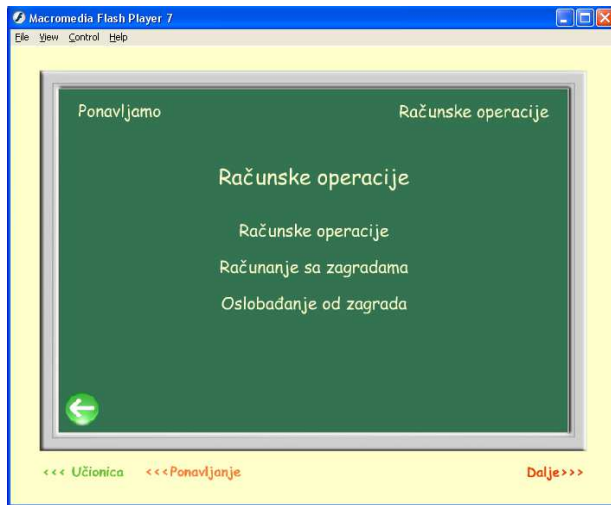 Macromedia Flash Player 7
File View Control Help
Ponavljamo Računske operacije
Računske operacije
Računske operacije
Računanje sa zagradama
Oslobađanje od zagrada
<<< Učionica <<<Ponavljanje Dalje>>>